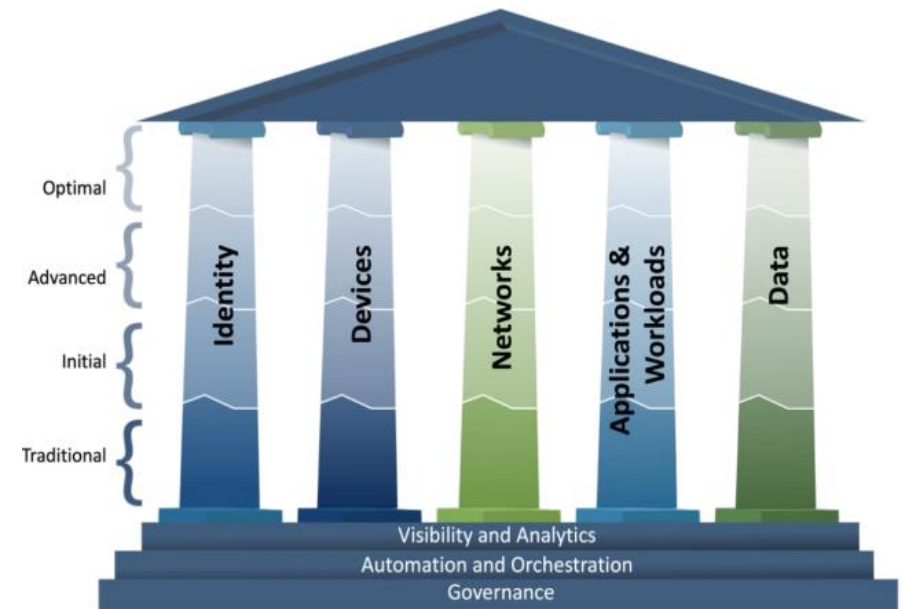 Optimal
Advanced
Initial
Traditional
Identity
Devices
Networks
Applications &
Workloads
Data
Visibility and Analytics
Automation and Orchestration
Governance